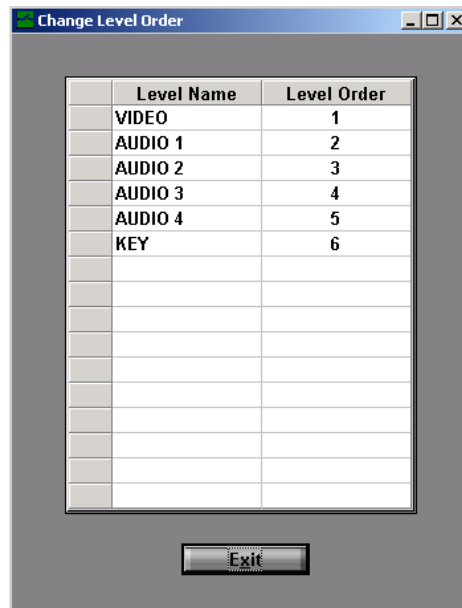 Change Level Order
Level Name Level Order
VIDEO 1
AUDIO 1 2
AUDIO 2 3
AUDIO 3 4
AUDIO 4 5
KEY 6
Exit